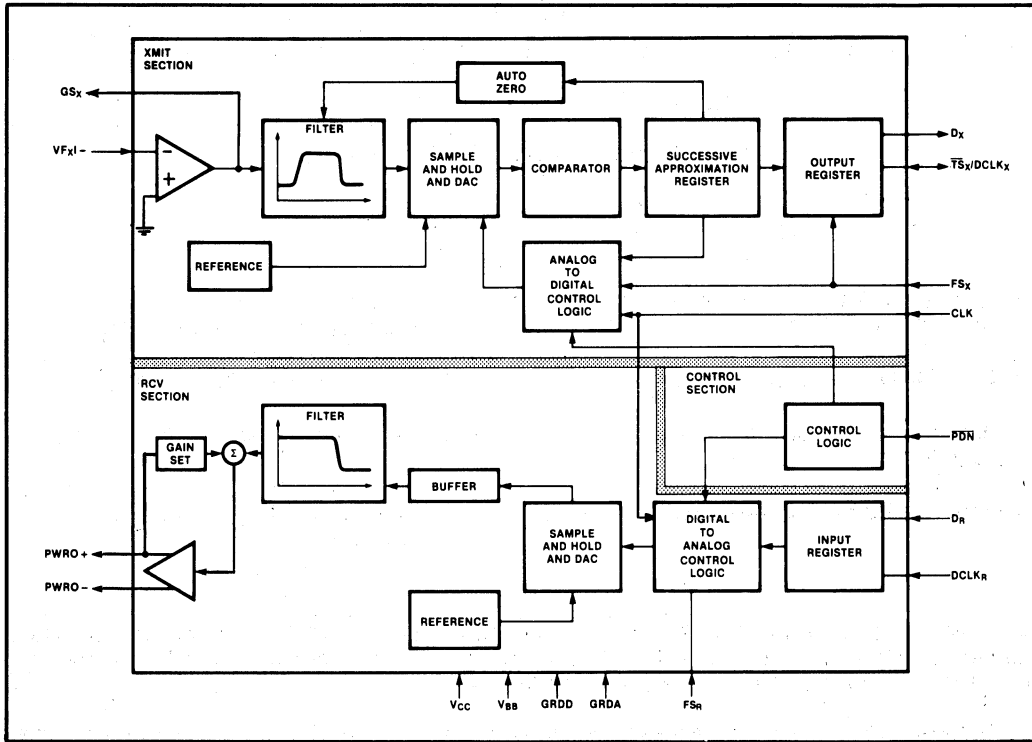 XMIT
SECTION
GSX
AUTO
ZERO
FILTER
VFXI-
-
+
SAMPLE
AND HOLD
AND DAC
COMPARATOR
SUCCESSIVE
APPROXIMATION
REGISTER
OUTPUT
REGISTER
DX
T̅S̅X/DCLKX
REFERENCE
ANALOG
TO
DIGITAL
CONTROL
LOGIC
FSX
CLK
RCV
SECTION
CONTROL
SECTION
FILTER
GAIN
SET
Σ
BUFFER
CONTROL
LOGIC
P̅D̅N̅
PWRO+
PWRO-
SAMPLE
AND HOLD
AND DAC
DIGITAL
TO
ANALOG
CONTROL
LOGIC
INPUT
REGISTER
DR
DCLKR
REFERENCE
VCC
VBB
GRDD
GRDA
FSR